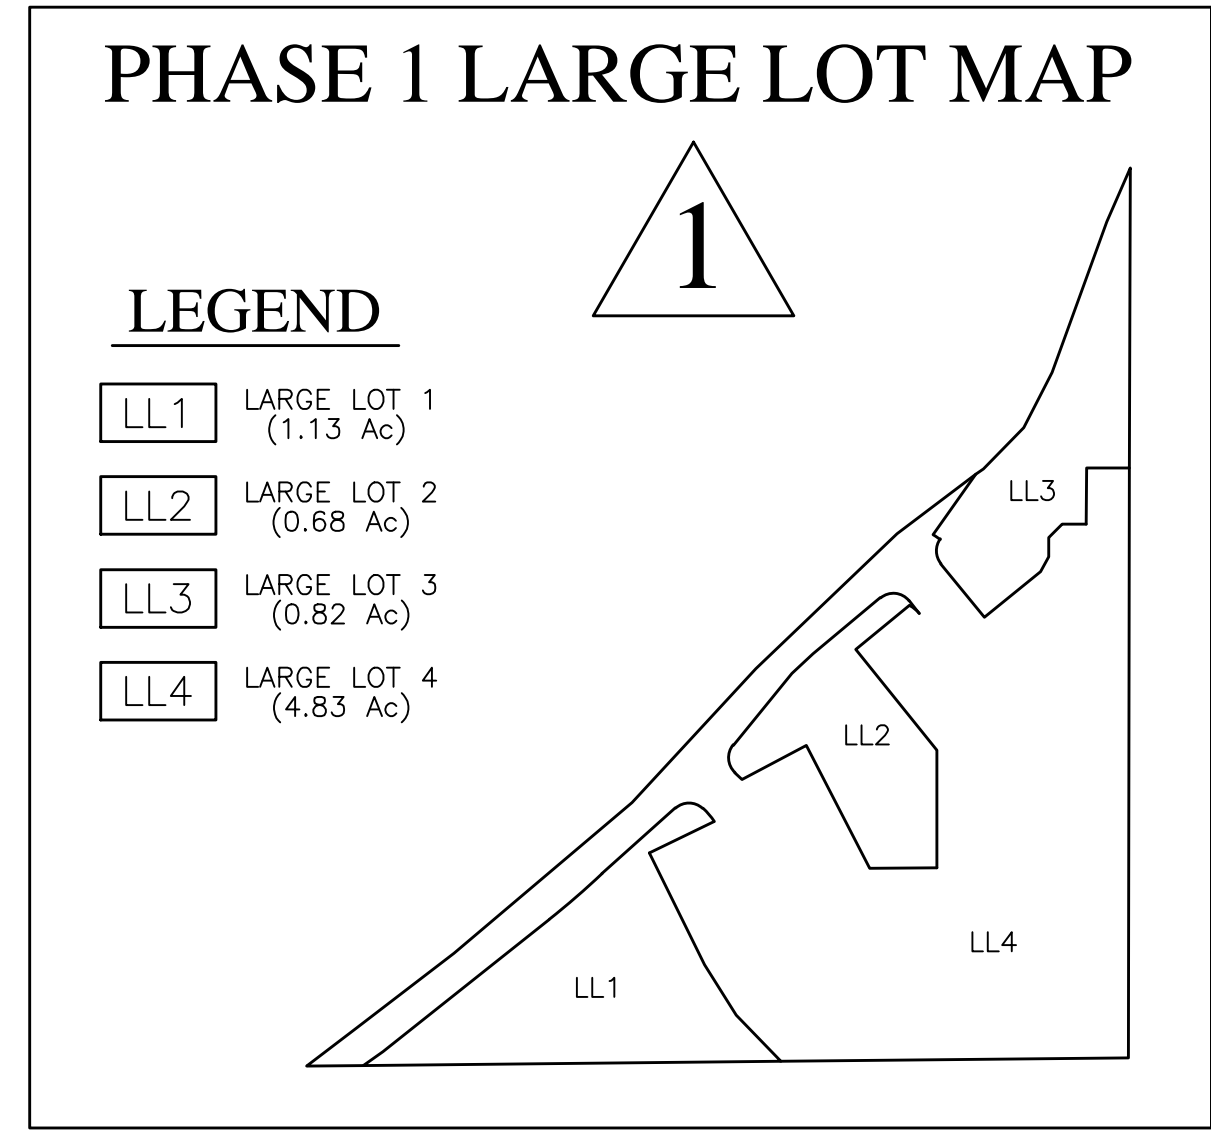 PHASE 1 LARGE LOT MAP
1
LEGEND
LL1 LARGE LOT 1
(1.13 Ac)
LL2 LARGE LOT 2
(0.68 Ac)
LL3 LARGE LOT 3
(0.82 Ac)
LL4 LARGE LOT 4
(4.83 Ac)
LL3
LL2
LL4
LL1